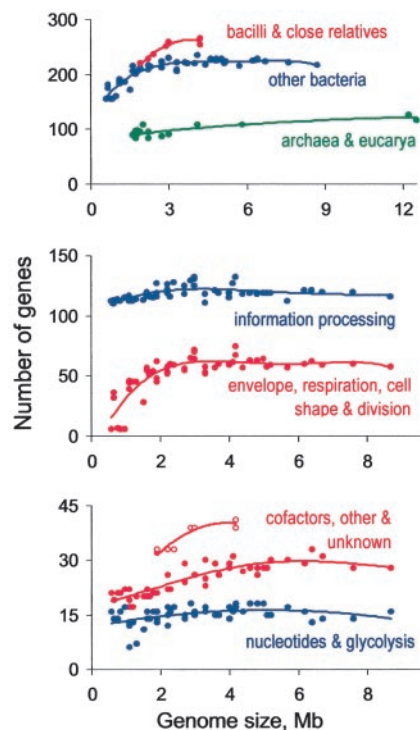 300
bacilli & close relatives
200
other bacteria
100
archaea & eucarya
0
0 3 6 9 12
Number of genes
150
100
information processing
50
envelope, respiration, cell
shape & division
0
0 2 4 6 8
45
cofactors, other &
unknown
30
15
nucleotides & glycolysis
0
0 2 4 6 8
Genome size, Mb